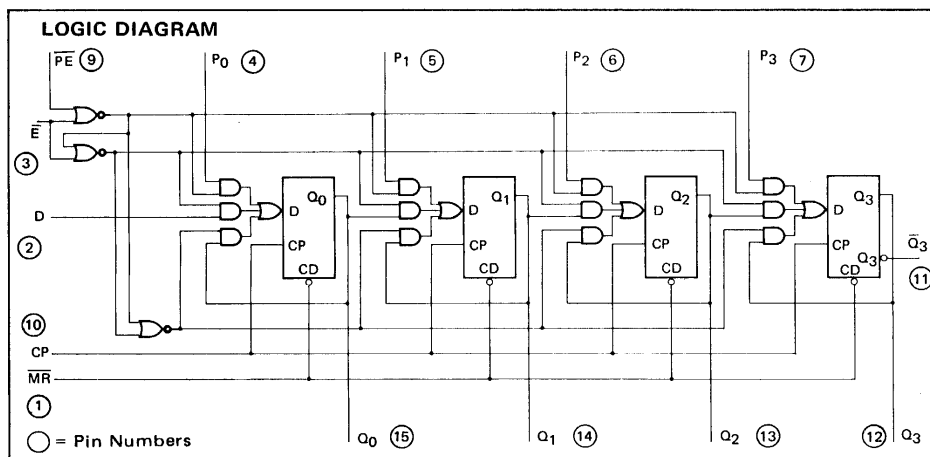 LOGIC DIAGRAM
PE 9 P0 4 P1 5 P2 6 P3 7
E
3
D
2
D Q0 D Q1 D Q2 D Q3
CP CP CP CP
Q3 Q̅3
CD CD CD CD
11
10
CP
MR
1
○ = Pin Numbers
Q0 15 Q1 14 Q2 13 12 Q3